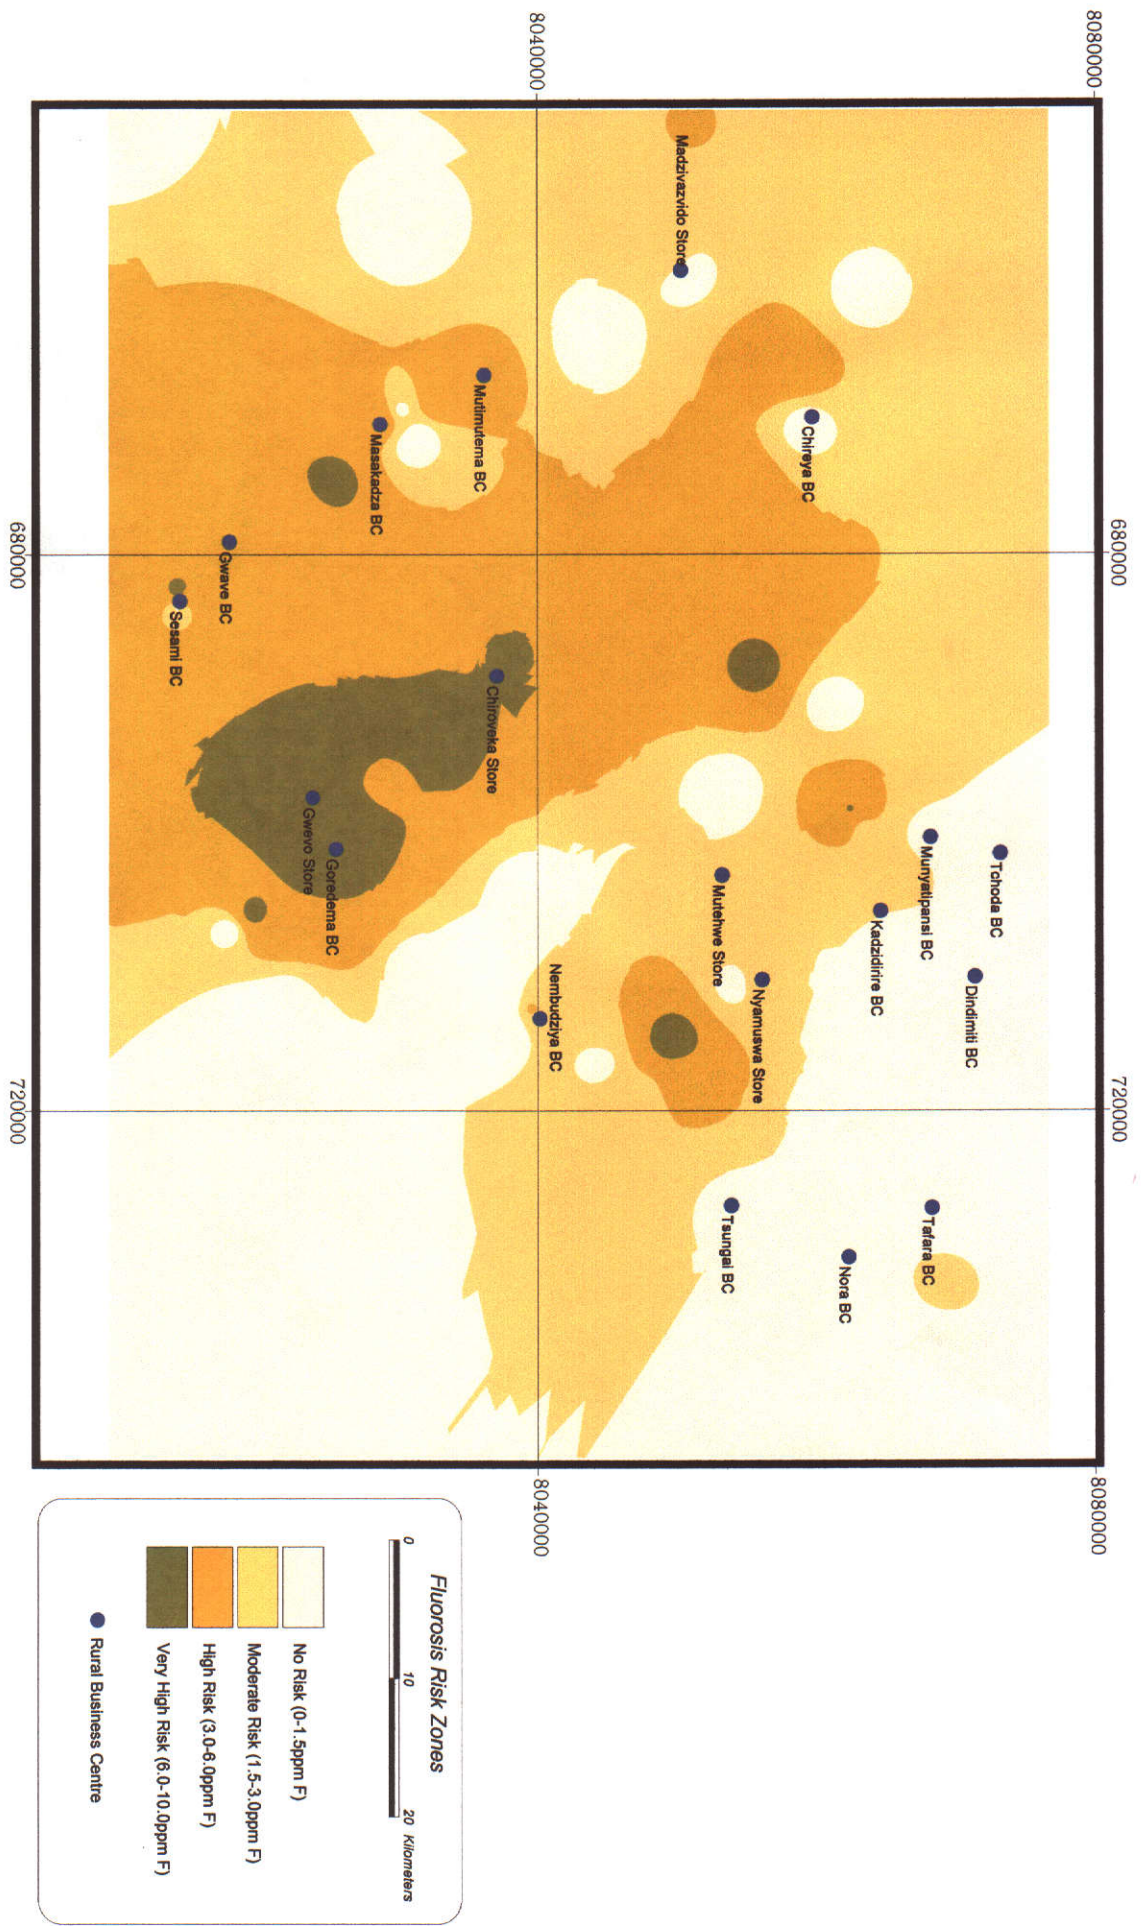 680000
720000
8080000
8080000
Tchoda BC
Dindimiti BC
Munyatipansi BC
Tafara BC
Kadzidirire BC
Nora BC
Chireya BC
Nyamuswa Store
Mutehwe Store
Tsungai BC
Madzivazvido Store
8040000
8040000
Nembudziya BC
Mutimutema BC
Chiroveka Store
Masakadza BC
Goredema BC
Gwevo Store
Gwave BC
Sesami BC
680000
720000
Fluorosis Risk Zones
0 10 20 Kilometers
No Risk (0-1.5ppm F)
Moderate Risk (1.5-3.0ppm F)
High Risk (3.0-6.0ppm F)
Very High Risk (6.0-10.0ppm F)
Rural Business Centre